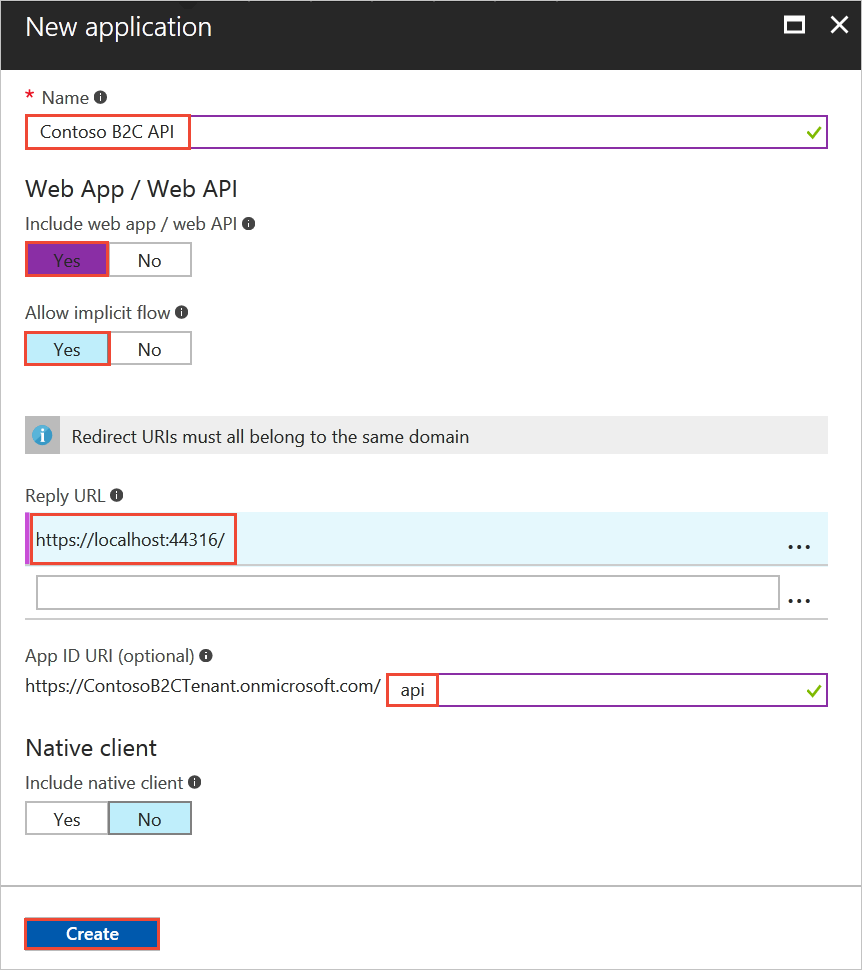 New application
* Name
Contoso B2C API
Web App / Web API
Include web app / web API
Yes No
Allow implicit flow
Yes No
Redirect URIs must all belong to the same domain
Reply URL
https://localhost:44316/
...
...
App ID URI (optional)
https://ContosoB2CTenant.onmicrosoft.com/ api
Native client
Include native client
Yes No
Create